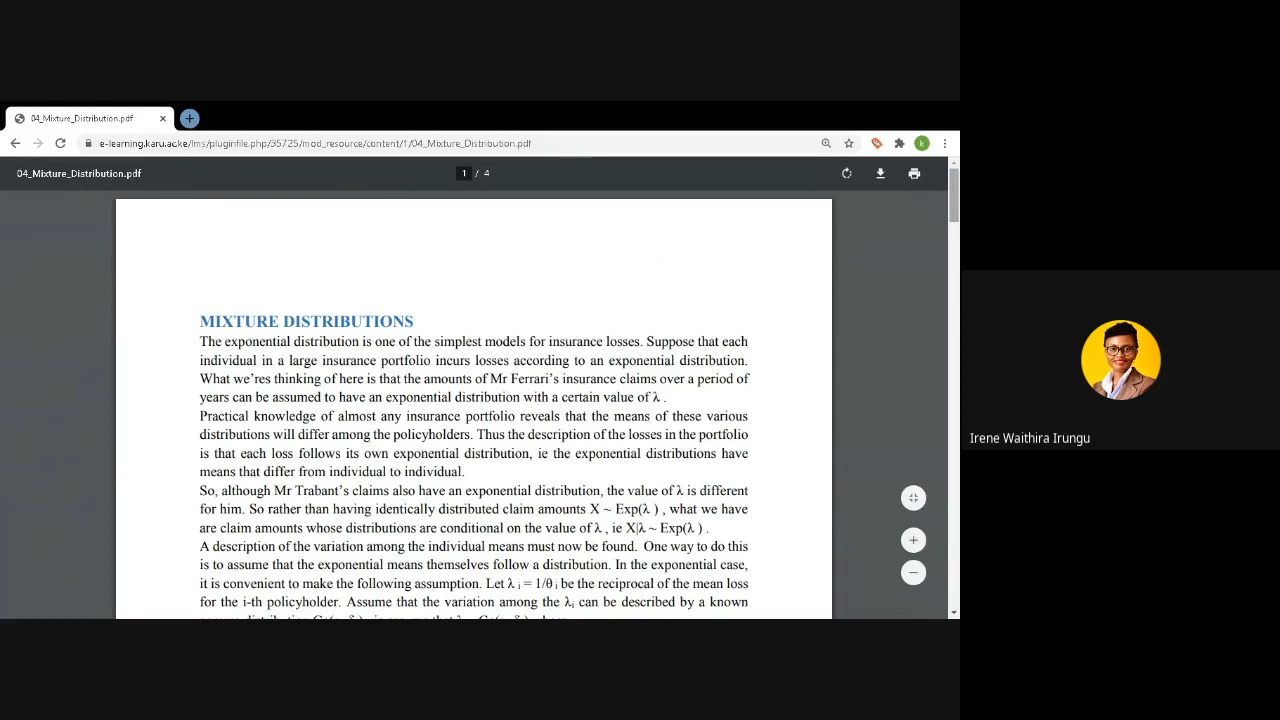 04_Mixture_Distribution.pdf
e-learning.karu.ac.ke/lms/pluginfile.php/35725/mod_resource/content/1/04_Mixture_Distribution.pdf
k
04_Mixture_Distribution.pdf
1 / 4
MIXTURE DISTRIBUTIONS
The exponential distribution is one of the simplest models for insurance losses. Suppose that each
individual in a large insurance portfolio incurs losses according to an exponential distribution.
What we'res thinking of here is that the amounts of Mr Ferrari's insurance claims over a period of
years can be assumed to have an exponential distribution with a certain value of λ .
Practical knowledge of almost any insurance portfolio reveals that the means of these various
distributions will differ among the policyholders. Thus the description of the losses in the portfolio
is that each loss follows its own exponential distribution, ie the exponential distributions have
means that differ from individual to individual.
So, although Mr Trabant's claims also have an exponential distribution, the value of λ is different
for him. So rather than having identically distributed claim amounts X ~ Exp(λ ) , what we have
are claim amounts whose distributions are conditional on the value of λ , ie X|λ ~ Exp(λ ) .
A description of the variation among the individual means must now be found. One way to do this
is to assume that the exponential means themselves follow a distribution. In the exponential case,
it is convenient to make the following assumption. Let λ i = 1/θ i be the reciprocal of the mean loss
for the i-th policyholder. Assume that the variation among the λi can be described by a known
Irene Waithira Irungu